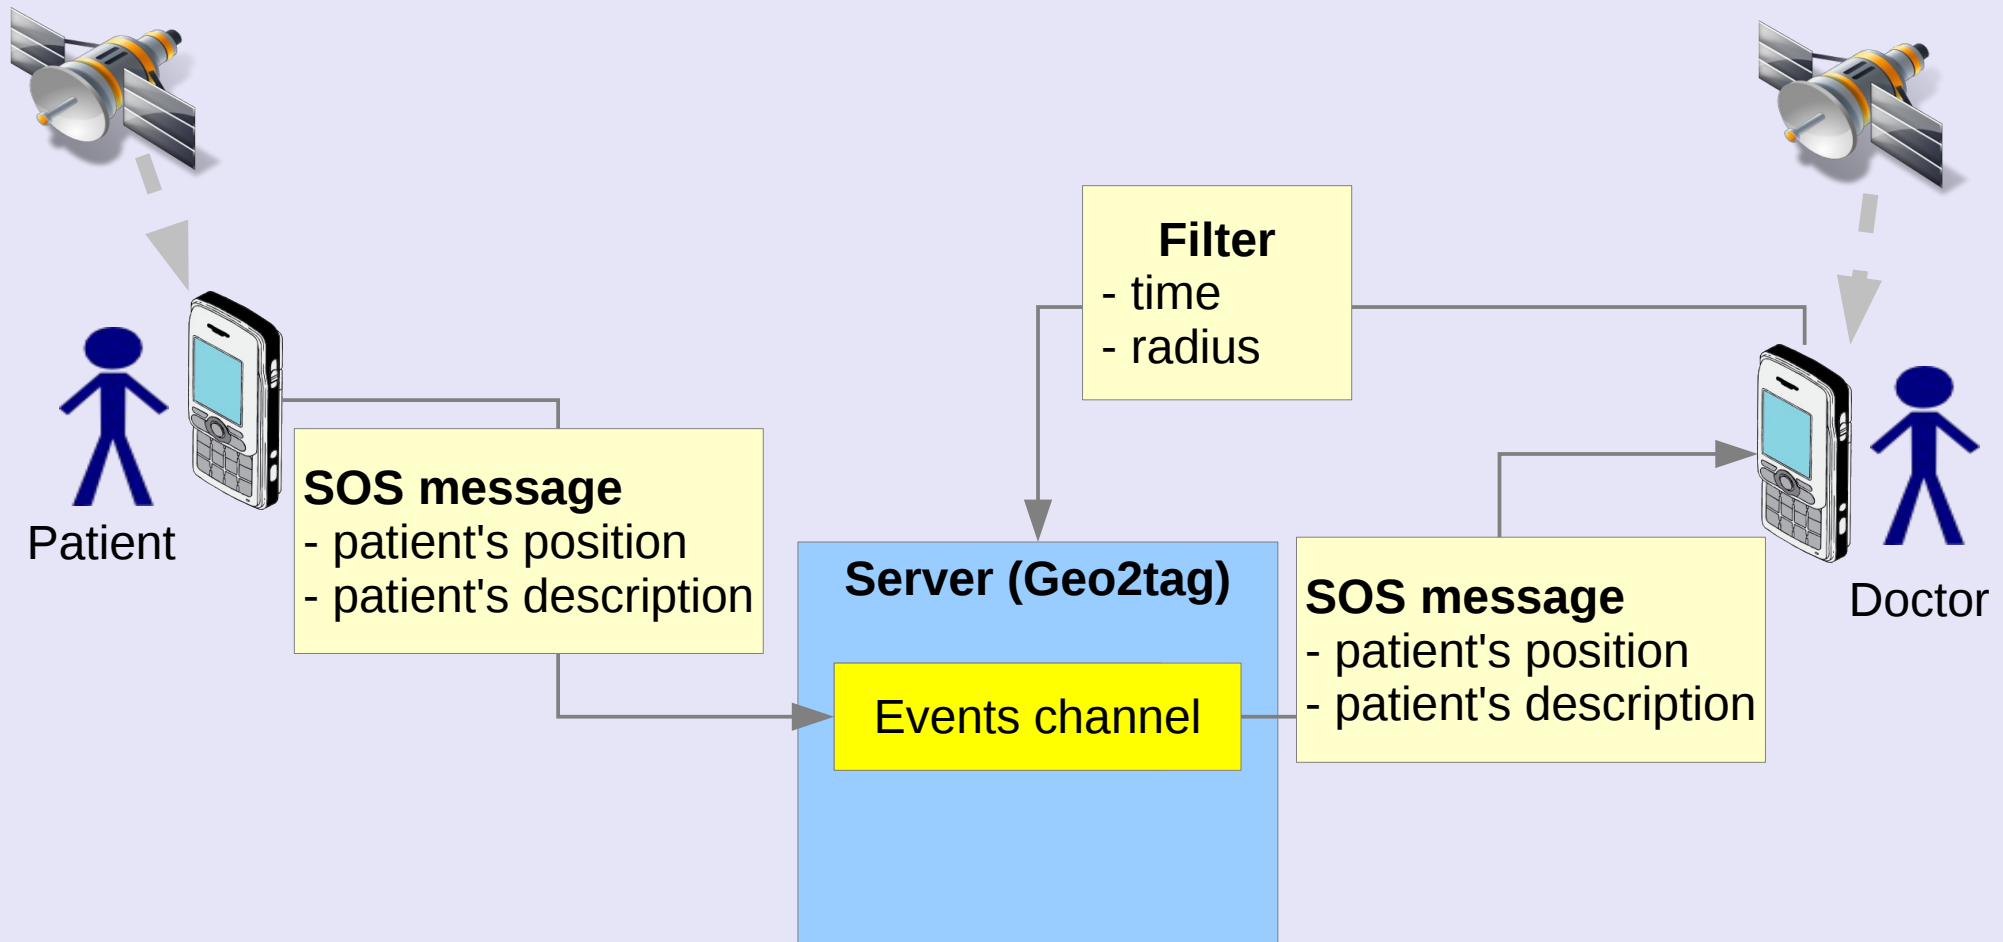 Filter
- time
- radius
SOS message
- patient's position
- patient's description
Patient
Server (Geo2tag)
Events channel
SOS message
- patient's position
- patient's description
Doctor